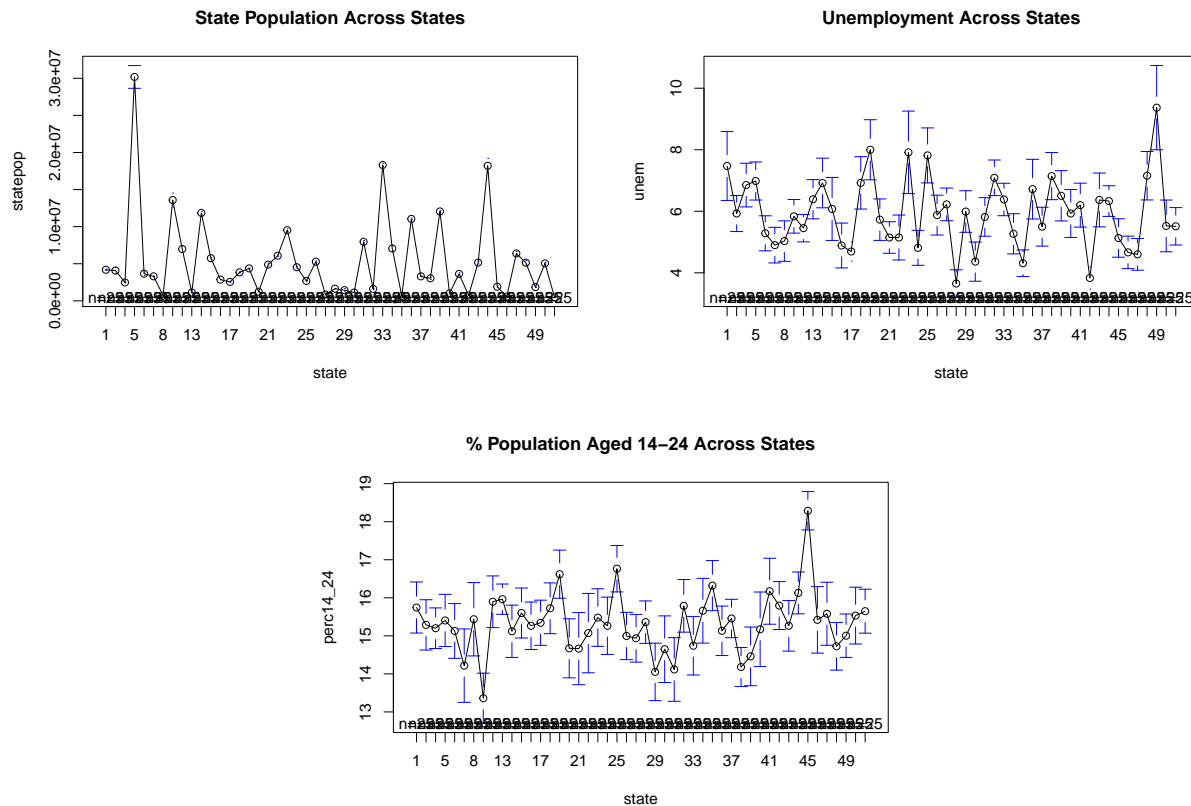 State Population Across States
statepop
0.0e+00 1.0e+07 2.0e+07 3.0e+07
1 5 8 13 17 21 25 29 33 37 41 45 49
state
Unemployment Across States
unem
4 6 8 10
1 5 8 13 17 21 25 29 33 37 41 45 49
state
% Population Aged 14−24 Across States
perc14_24
13 14 15 16 17 18 19
1 5 8 13 17 21 25 29 33 37 41 45 49
state